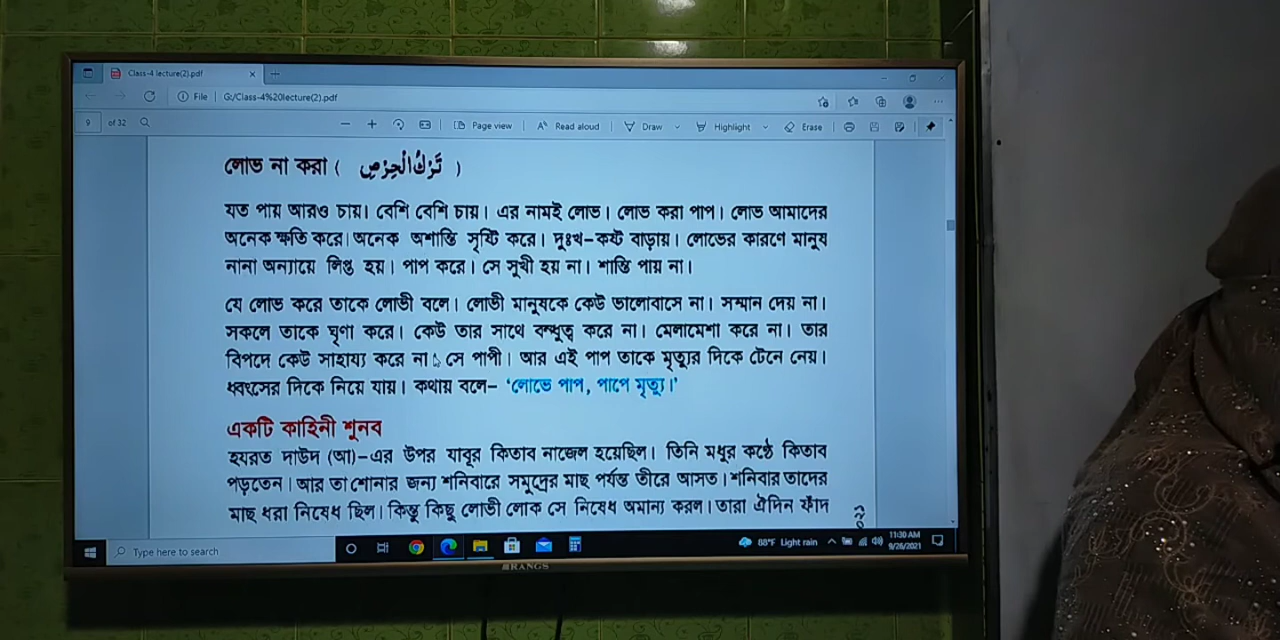 Class-4 lecture(2).pdf
File G:/Class-4%20lecture(2).pdf
9 of 32 Page view Read aloud Draw Highlight Erase
লোভ না করা ( تَرْكُ الْحِرْصِ )
যত পায় আরও চায়। বেশি বেশি চায়। এর নামই লোভ। লোভ করা পাপ। লোভ আমাদের
অনেক ক্ষতি করে। অনেক অশান্তি সৃষ্টি করে। দুঃখ-কষ্ট বাড়ায়। লোভের কারণে মানুষ
নানা অন্যায়ে লিপ্ত হয়। পাপ করে। সে সুখী হয় না। শান্তি পায় না।
যে লোভ করে তাকে লোভী বলে। লোভী মানুষকে কেউ ভালোবাসে না। সম্মান দেয় না।
সকলে তাকে ঘৃণা করে। কেউ তার সাথে বন্ধুত্ব করে না। মেলামেশা করে না। তার
বিপদে কেউ সাহায্য করে না। সে পাপী। আর এই পাপ তাকে মৃত্যুর দিকে টেনে নেয়।
ধ্বংসের দিকে নিয়ে যায়। কথায় বলে- ‘লোভে পাপ, পাপে মৃত্যু।’
একটি কাহিনী শুনব
হযরত দাউদ (আ)-এর উপর যাবূর কিতাব নাজেল হয়েছিল। তিনি মধুর কণ্ঠে কিতাব
পড়তেন। আর তা শোনার জন্য শনিবারে সমুদ্রের মাছ পর্যন্ত তীরে আসত। শনিবার তাদের
মাছ ধরা নিষেধ ছিল। কিন্তু কিছু লোভী লোক সে নিষেধ অমান্য করল। তারা ঐদিন ফাঁদ
Type here to search
88°F Light rain
11:30 AM
9/26/2021
RANGS